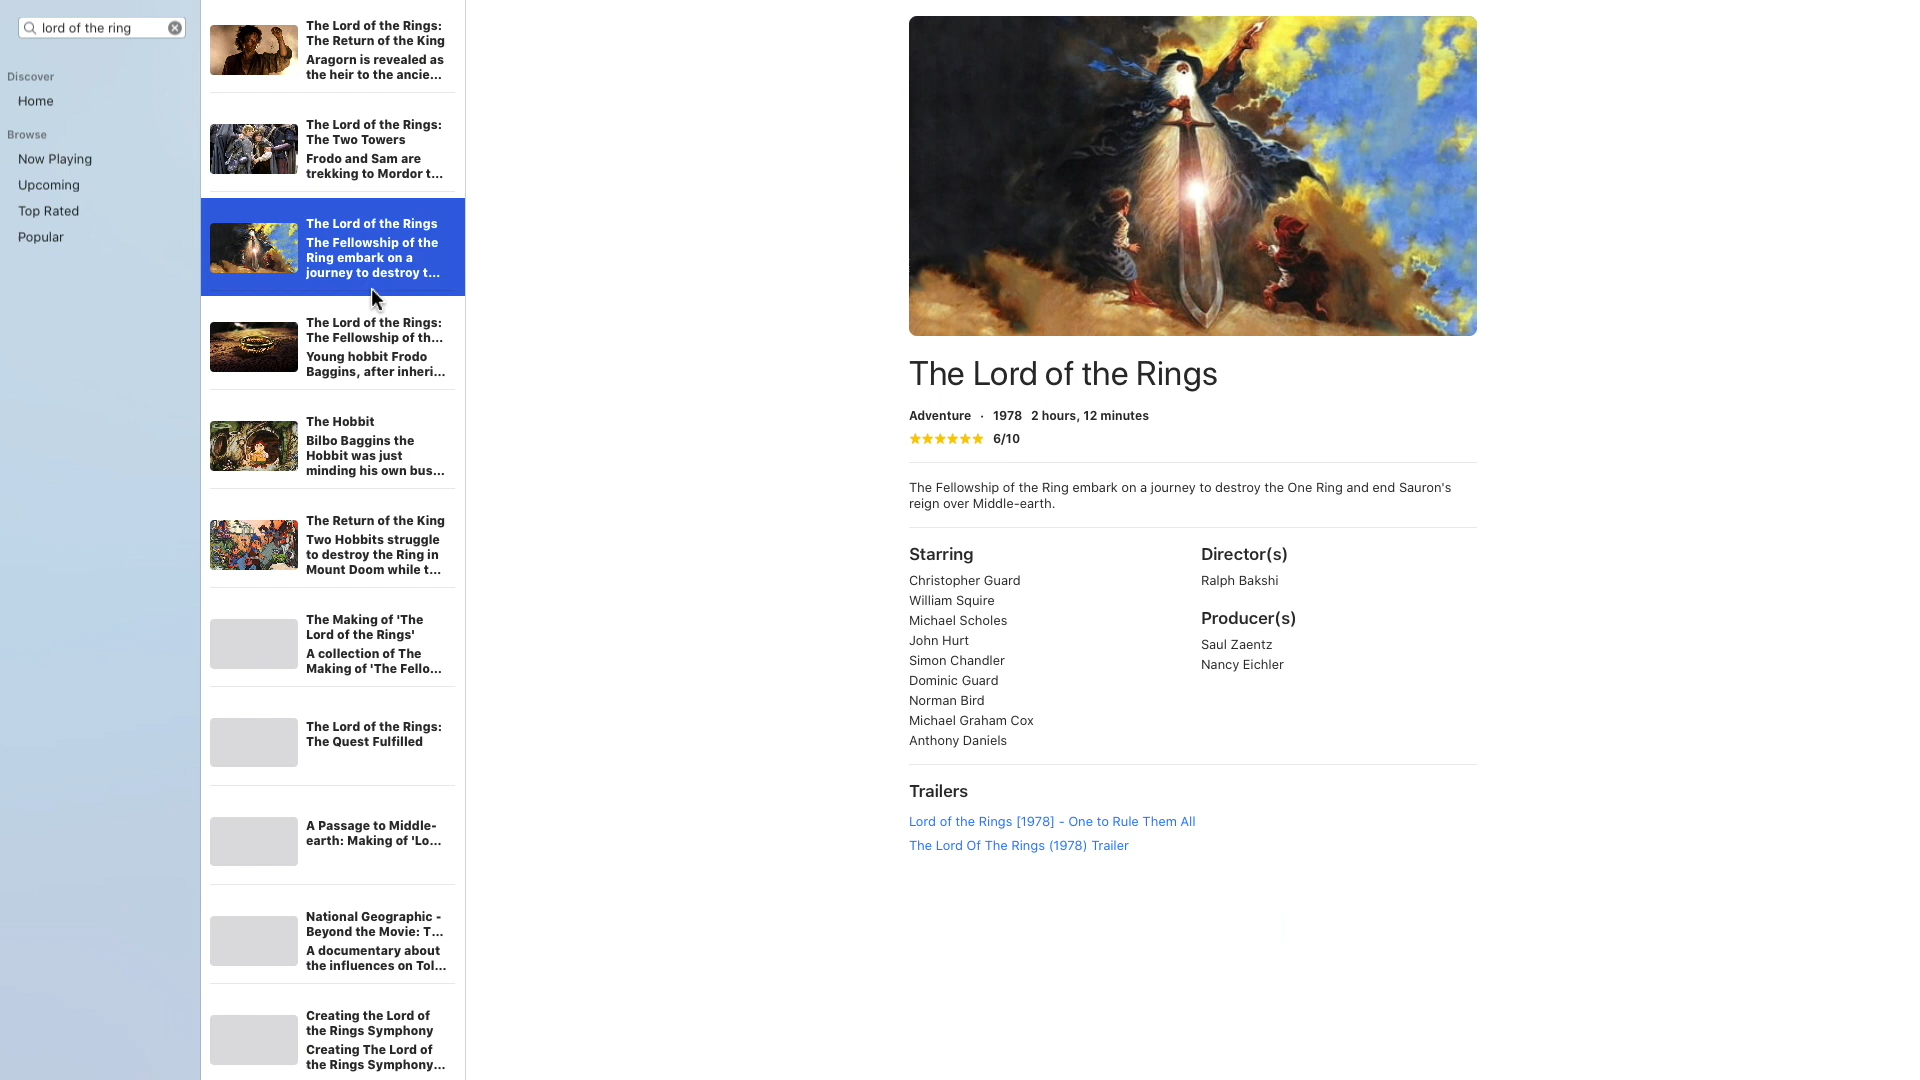 lord of the ring
Discover
Home
Browse
Now Playing
Upcoming
Top Rated
Popular
The Lord of the Rings:
The Return of the King
Aragorn is revealed as
the heir to the ancie...
The Lord of the Rings:
The Two Towers
Frodo and Sam are
trekking to Mordor t...
The Lord of the Rings
The Fellowship of the
Ring embark on a
journey to destroy t...
The Lord of the Rings:
The Fellowship of th...
Young hobbit Frodo
Baggins, after inheri...
The Hobbit
Bilbo Baggins the
Hobbit was just
minding his own bus...
The Return of the King
Two Hobbits struggle
to destroy the Ring in
Mount Doom while t...
The Making of 'The
Lord of the Rings'
A collection of The
Making of 'The Fello...
The Lord of the Rings:
The Quest Fulfilled
A Passage to Middle-
earth: Making of 'Lo...
National Geographic -
Beyond the Movie: T...
A documentary about
the influences on Tol...
Creating the Lord of
the Rings Symphony
Creating The Lord of
the Rings Symphony...
The Lord of the Rings
Adventure · 1978 2 hours, 12 minutes
★★★★★★ 6/10
The Fellowship of the Ring embark on a journey to destroy the One Ring and end Sauron's
reign over Middle-earth.
Starring
Christopher Guard
William Squire
Michael Scholes
John Hurt
Simon Chandler
Dominic Guard
Norman Bird
Michael Graham Cox
Anthony Daniels
Director(s)
Ralph Bakshi
Producer(s)
Saul Zaentz
Nancy Eichler
Trailers
Lord of the Rings [1978] - One to Rule Them All
The Lord Of The Rings (1978) Trailer